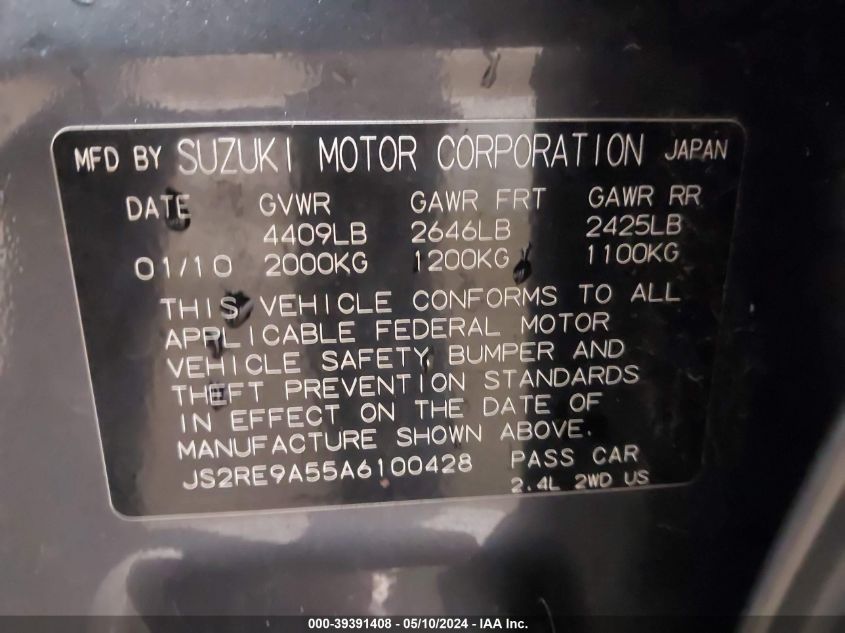 MFD BY SUZUKI MOTOR CORPORATION JAPAN
DATE GVWR GAWR FRT GAWR RR
4409LB 2646LB 2425LB
01/10 2000KG 1200KG 1100KG
THIS VEHICLE CONFORMS TO ALL
APPLICABLE FEDERAL MOTOR
VEHICLE SAFETY BUMPER AND
THEFT PREVENTION STANDARDS
IN EFFECT ON THE DATE OF
MANUFACTURE SHOWN ABOVE.
JS2RE9A55A6100428 PASS CAR
2.4L 2WD US
000-39391408 - 05/10/2024 - IAA Inc.